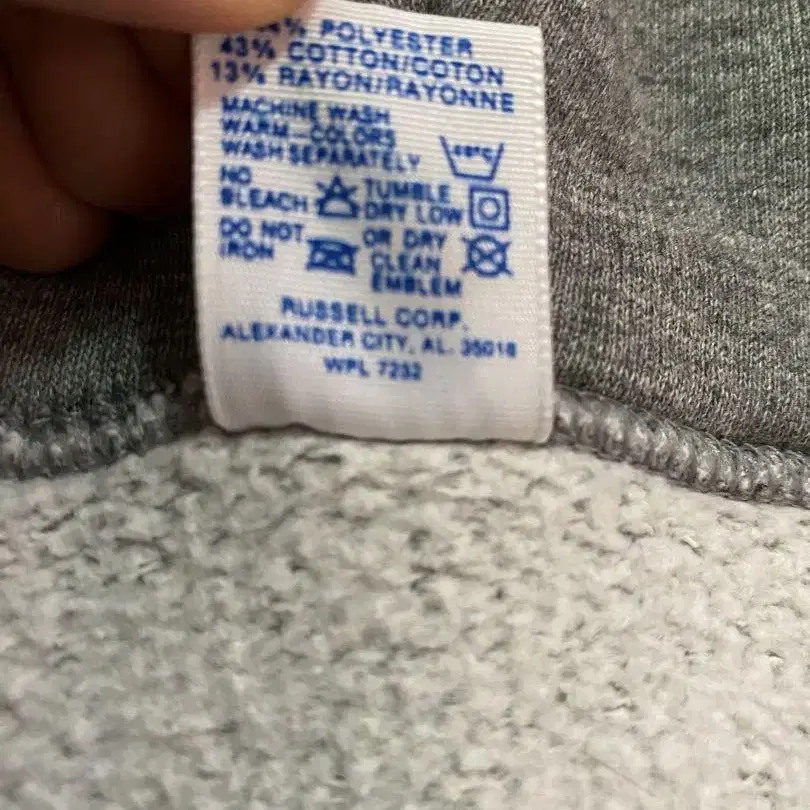 % POLYESTER
43% COTTON/COTON
13% RAYON/RAYONNE
MACHINE WASH
WARM-COLORS
WASH SEPARATELY
NO
BLEACH
TUMBLE
DRY LOW
DO NOT
IRON
OR DRY
CLEAN
EMBLEM
RUSSELL CORP.
ALEXANDER CITY, AL. 35010
WPL 7232